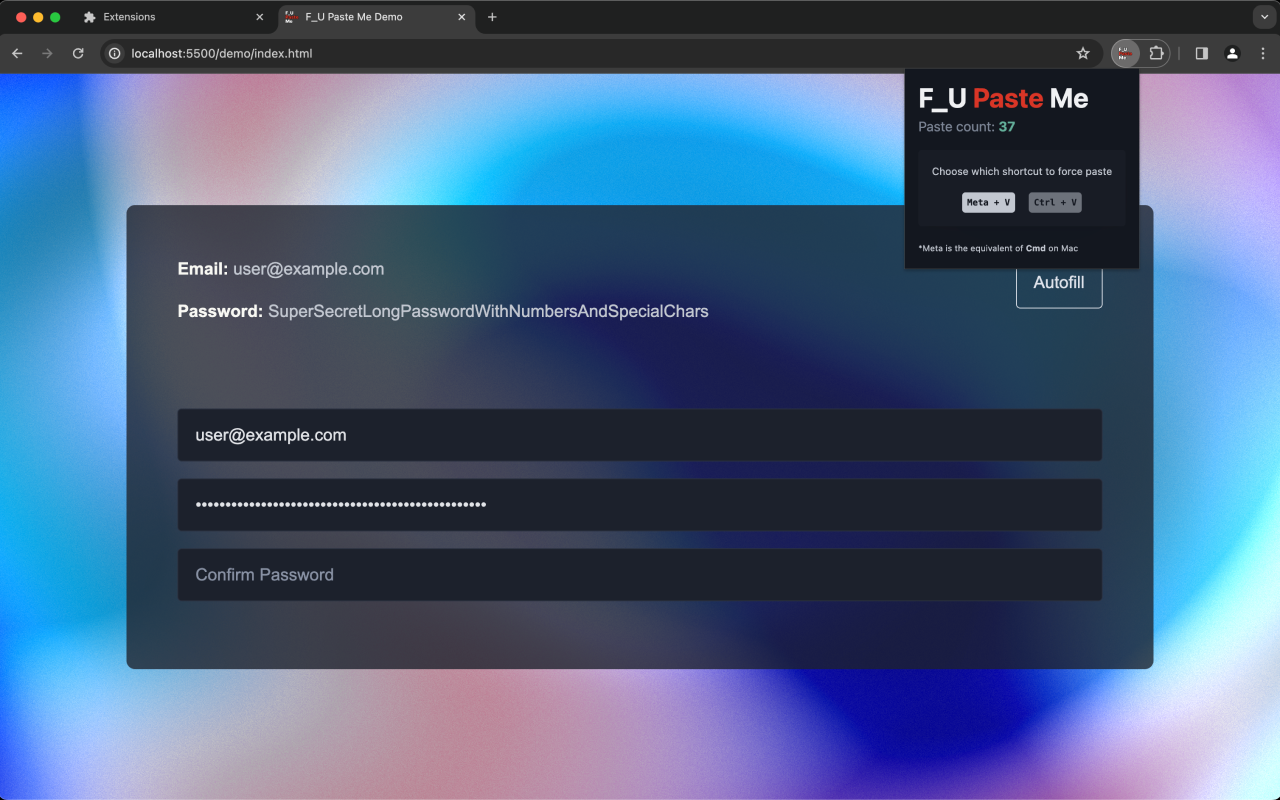 Extensions
F_U Paste Me Demo
localhost:5500/demo/index.html
F_U Paste Me
Paste count: 37
Choose which shortcut to force paste
Meta + V
Ctrl + V
*Meta is the equivalent of Cmd on Mac
Email: user@example.com
Autofill
Password: SuperSecretLongPasswordWithNumbersAndSpecialChars
user@example.com
•••••••••••••••••••••••••••••••••••••••••••••••••
Confirm Password